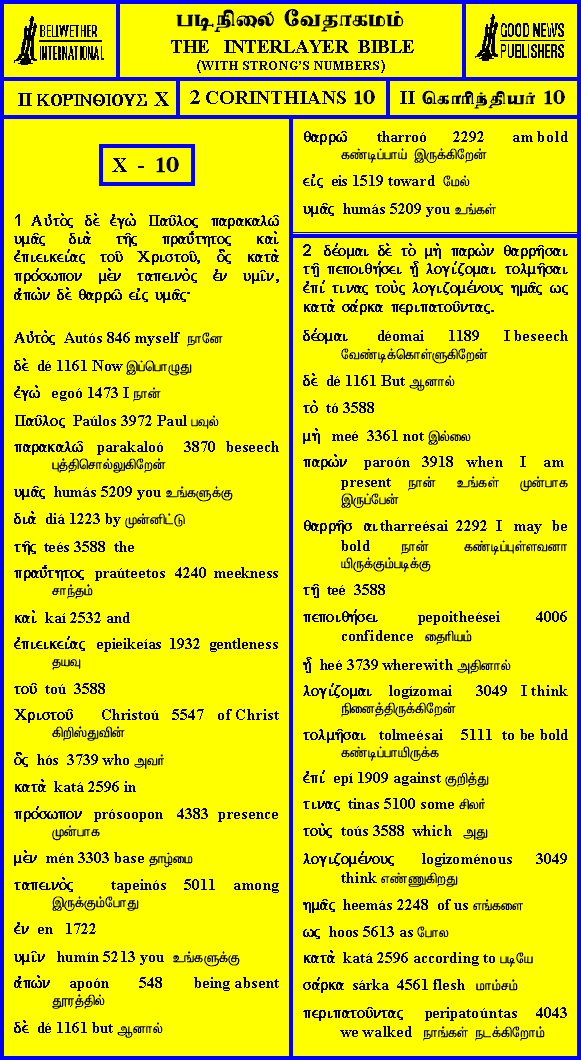 BELLWETHER
INTERNATIONAL
படிநிலை வேதாகமம்
THE INTERLAYER BIBLE
(WITH STRONG'S NUMBERS)
GOOD NEWS
PUBLISHERS
II ΚΟΡΙΝΘΙΟΥΣ X
2 CORINTHIANS 10
II கொரிந்தியர் 10
X - 10
1 Αὐτὸς δὲ ἐγὼ Παῦλος παρακαλῶ
υμᾶς διὰ τῆς πραΰτητος καὶ
ἐπιεικείας τοῦ Χριστοῦ, ὃς κατὰ
πρόσωπον μὲν ταπεινὸς ἐν υμῖν,
ἀπὼν δὲ θαρρῶ εἰς υμᾶς·
Αὐτὸς Autós 846 myself நானே
δὲ dé 1161 Now இப்பொழுது
ἐγὼ egoó 1473 I நான்
Παῦλος Paúlos 3972 Paul பவுல்
παρακαλῶ parakaloó 3870 beseech
புத்திசொல்லுகிறேன்
υμᾶς humás 5209 you உங்களுக்கு
διὰ diá 1223 by முன்னிட்டு
τῆς teés 3588 the
πραΰτητος praúteetos 4240 meekness
சாந்தம்
καὶ kaí 2532 and
ἐπιεικείας epieikeías 1932 gentleness
தயவு
τοῦ toú 3588
Χριστοῦ Christoú 5547 of Christ
கிறிஸ்துவின்
ὃς hós 3739 who அவர்
κατὰ katá 2596 in
πρόσωπον prósoopon 4383 presence
முன்பாக
μὲν mén 3303 base தாழ்மை
ταπεινὸς tapeinós 5011 among
இருக்கும்போது
ἐν en 1722
υμῖν humín 5213 you உங்களுக்கு
ἀπὼν apoón 548 being absent
தூரத்தில்
δὲ dé 1161 but ஆனால்
θαρρῶ tharroó 2292 am bold
கண்டிப்பாய் இருக்கிறேன்
εἰς eis 1519 toward மேல்
υμᾶς humás 5209 you உங்கள்
2 δέομαι δὲ τὸ μὴ παρὼν θαρρῆσαι
τῇ πεποιθήσει ᾗ λογίζομαι τολμῆσαι
ἐπί τινας τοὺς λογιζομένους ημᾶς ως
κατὰ σάρκα περιπατοῦντας.
δέομαι déomai 1189 I beseech
வேண்டிக்கொள்ளுகிறேன்
δὲ dé 1161 But ஆனால்
τὸ tó 3588
μὴ meé 3361 not இல்லை
παρὼν paroón 3918 when I am
present நான் உங்கள் முன்பாக
இருப்பேன்
θαρρῆσ αι tharreésai 2292 I may be
bold நான் கண்டிப்புள்ளவனா
யிருக்கும்படிக்கு
τῇ teé 3588
πεποιθήσει pepoitheései 4006
confidence தைரியம்
ᾗ heé 3739 wherewith அதினால்
λογίζομαι logízomai 3049 I think
நினைத்திருக்கிறேன்
τολμῆσαι tolmeésai 5111 to be bold
கண்டிப்பாயிருக்க
ἐπί epí 1909 against குறித்து
τινας tinas 5100 some சிலர்
τοὺς toús 3588 which அது
λογιζομένους logizoménous 3049
think எண்ணுகிறது
ημᾶς heemás 2248 of us எங்களை
ως hoos 5613 as போல
κατὰ katá 2596 according to படியே
σάρκα sárka 4561 flesh மாம்சம்
περιπατοῦντας peripatoúntas 4043
we walked நாங்கள் நடக்கிறோம்